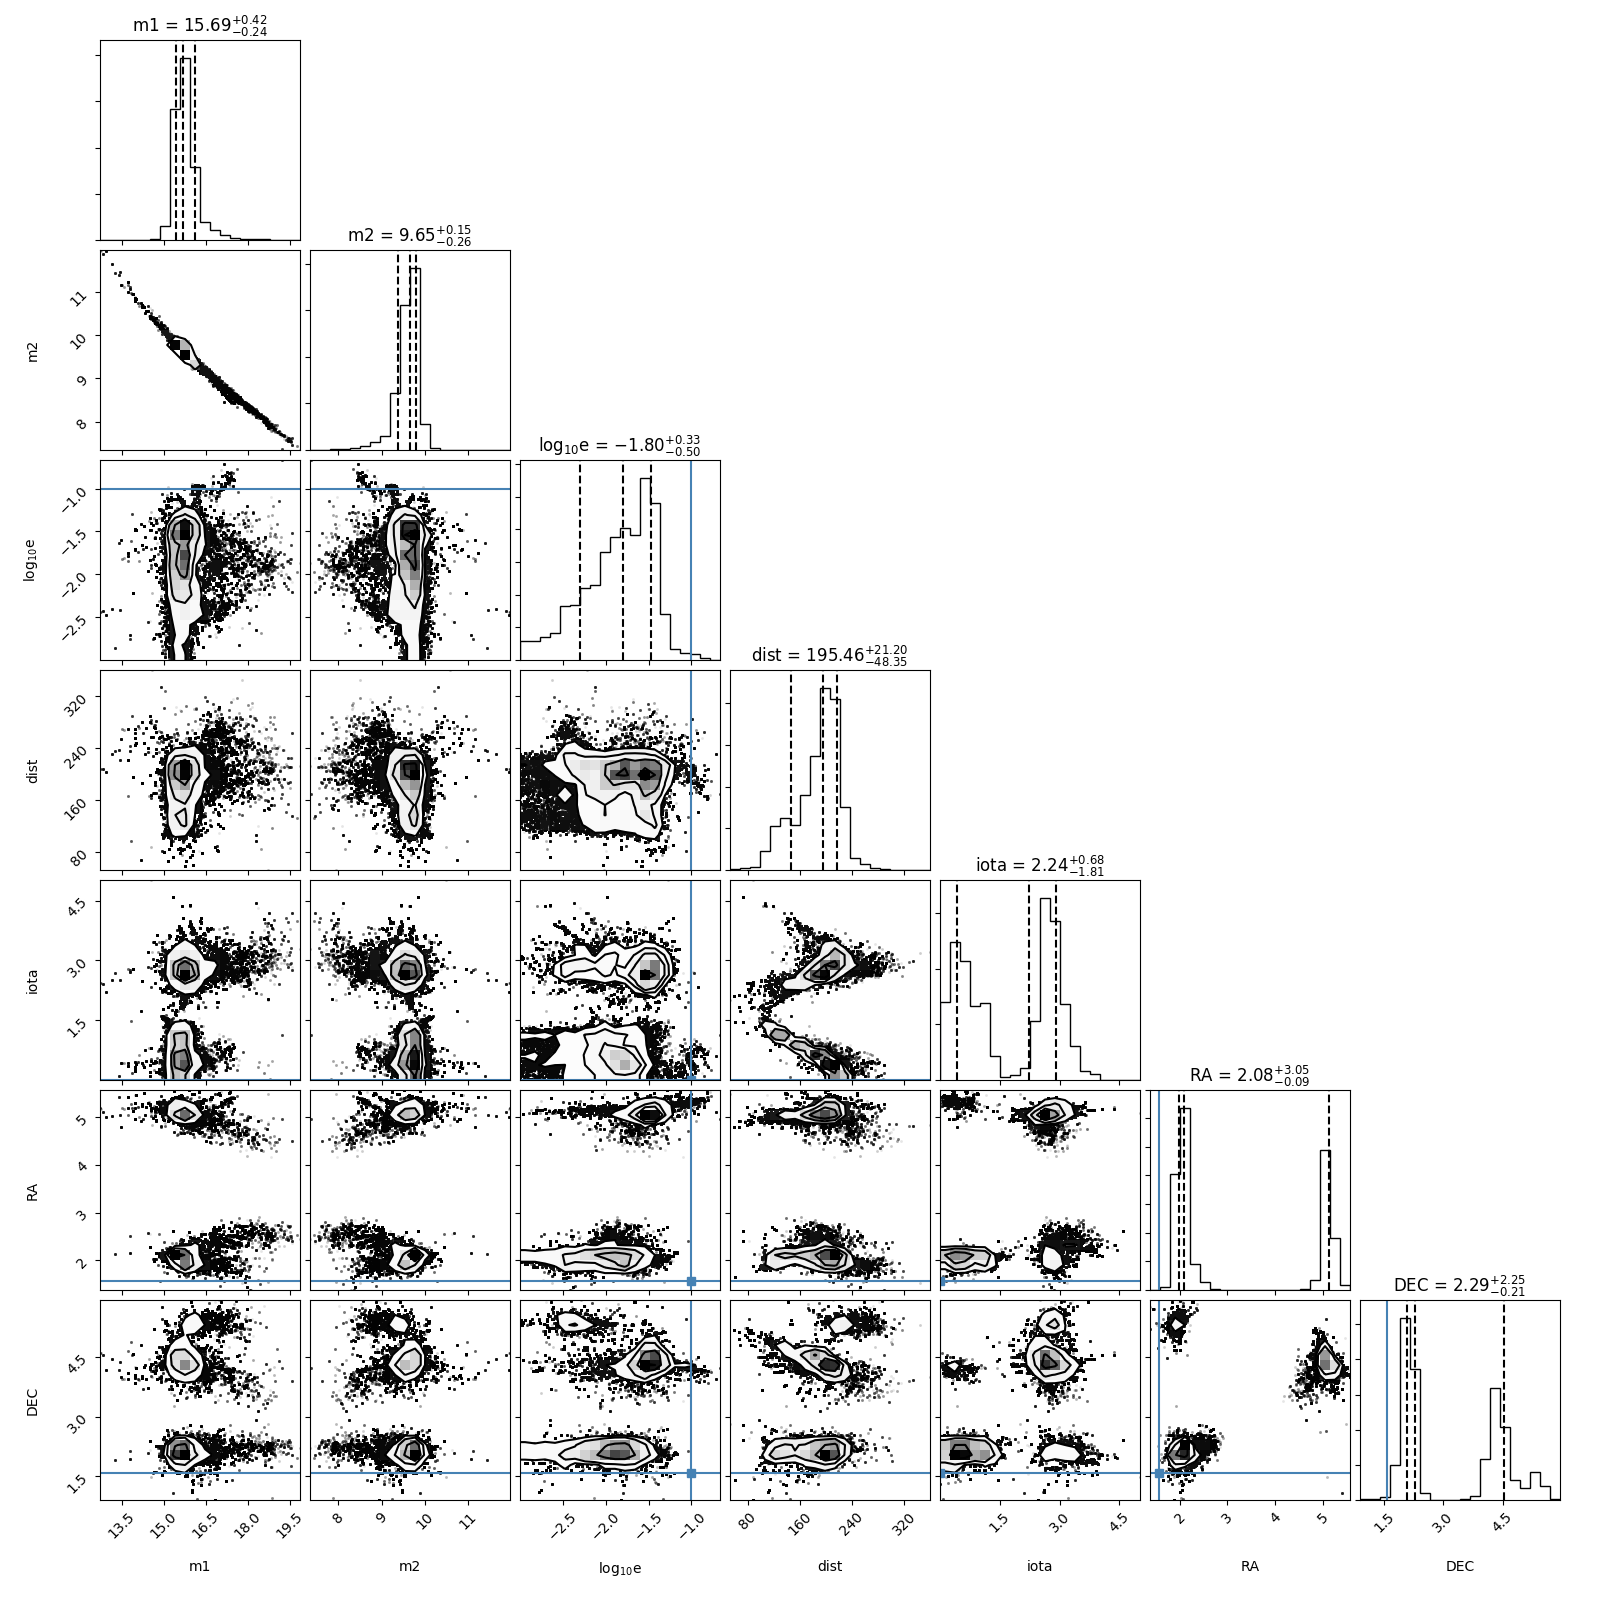 m1 = 15.69+0.42−0.24
m2 = 9.65+0.15−0.26
11
10
9
8
m2
log10e = −1.80+0.33−0.50
−1.0
−1.5
−2.0
−2.5
log10e
dist = 195.46+21.20−48.35
320
240
160
80
dist
iota = 2.24+0.68−1.81
4.5
3.0
1.5
iota
RA = 2.08+3.05−0.09
5
4
3
2
RA
DEC = 2.29+2.25−0.21
4.5
3.0
1.5
DEC
13.5 15.0 16.5 18.0 19.5 8 9 10 11 −2.5 −2.0 −1.5 −1.0 80 160 240 320 1.5 3.0 4.5 2 3 4 5 1.5 3.0 4.5
m1 m2 log10e dist iota RA DEC